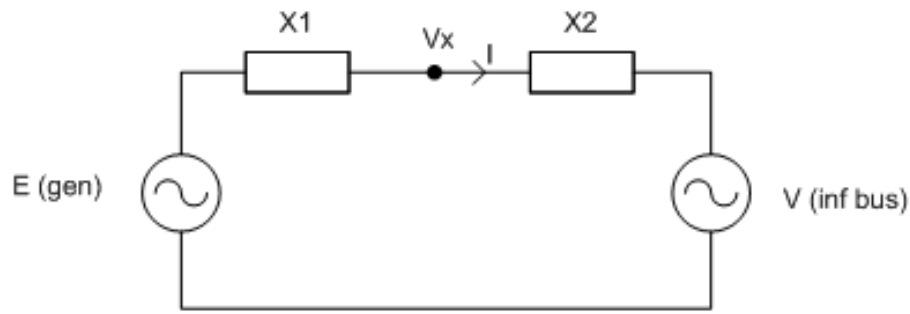 X1
Vx
I
X2
E (gen)
V (inf bus)